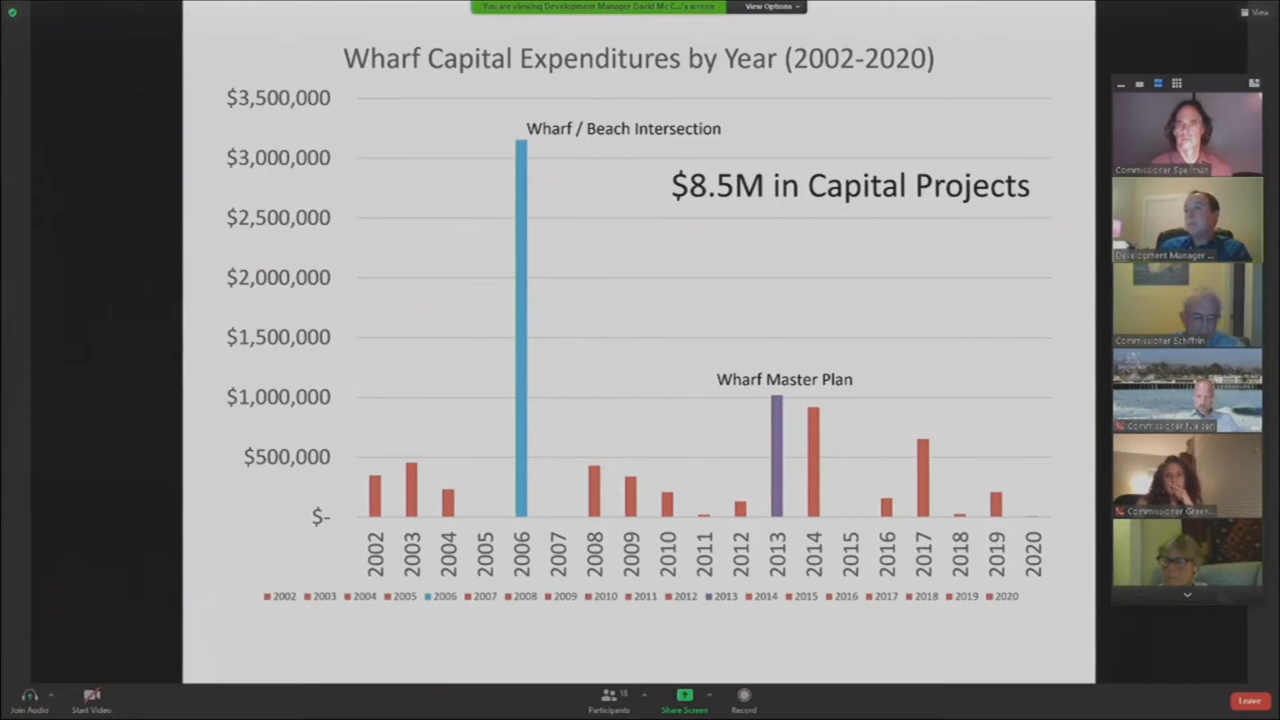 You are viewing Development Manager David Mc C...'s screen
View Options
View
Wharf Capital Expenditures by Year (2002-2020)
$3,500,000
$3,000,000
$2,500,000
$2,000,000
$1,500,000
$1,000,000
$500,000
$-
Wharf / Beach Intersection
$8.5M in Capital Projects
Wharf Master Plan
2002 2003 2004 2005 2006 2007 2008 2009 2010 2011 2012 2013 2014 2015 2016 2017 2018 2019 2020
2002 2003 2004 2005 2006 2007 2008 2009 2010 2011 2012 2013 2014 2015 2016 2017 2018 2019 2020
Commissioner Spellman
Development Manager ...
Commissioner Schiffrin
Commissioner Nielsen
Commissioner Green...
Join Audio
Start Video
Participants
18
Share Screen
Record
Leave